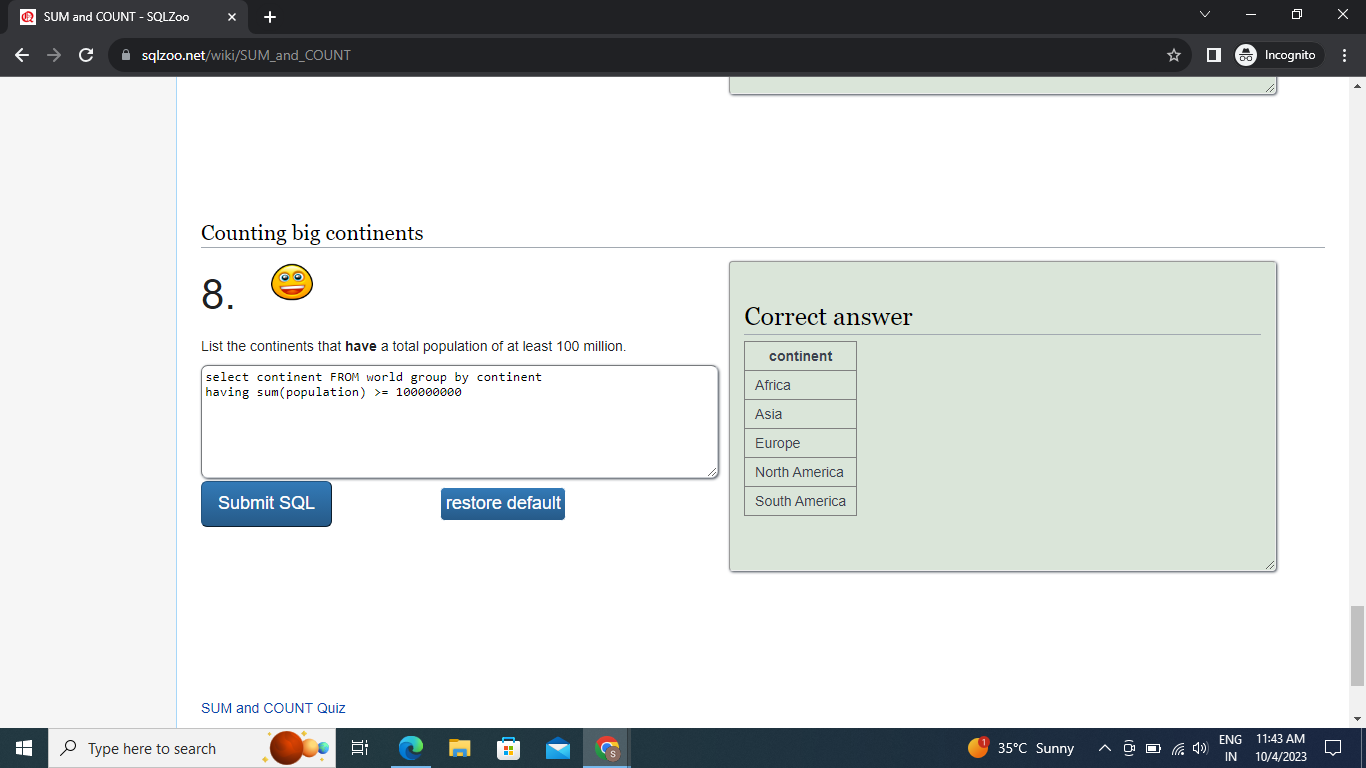 SUM and COUNT - SQLZoo
sqlzoo.net/wiki/SUM_and_COUNT
Incognito
Counting big continents
8.
List the continents that have a total population of at least 100 million.
select continent FROM world group by continent
having sum(population) >= 100000000
Submit SQL
restore default
Correct answer
continent
Africa
Asia
Europe
North America
South America
SUM and COUNT Quiz
Type here to search
S
1
35°C Sunny
ENG
IN
11:43 AM
10/4/2023